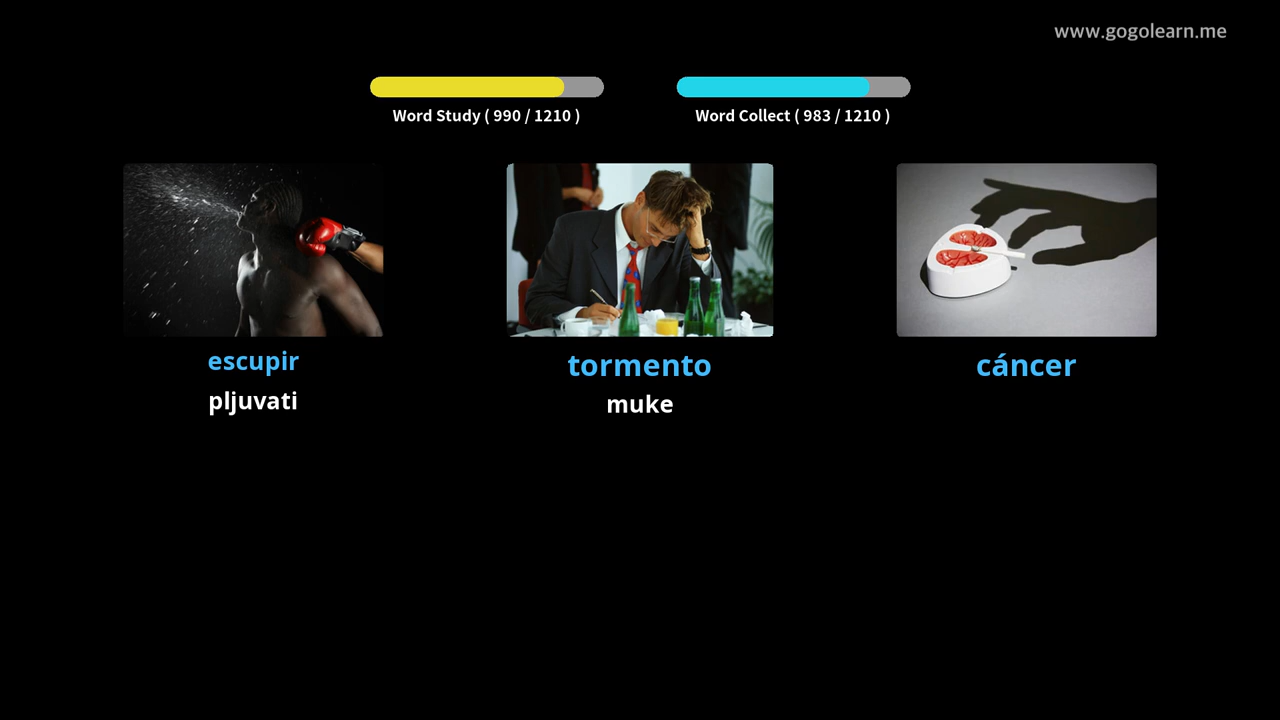 www.gogolearn.me
Word Study ( 990 / 1210 )
Word Collect ( 983 / 1210 )
escupir
pljuvati
tormento
muke
cáncer